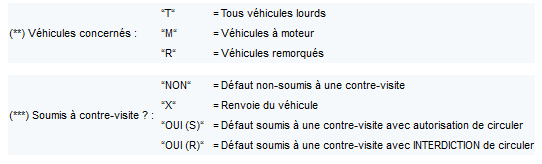 "T" = Tous véhicules lourds
(**) Véhicules concernés : "M" = Véhicules à moteur
"R" = Véhicules remorqués
"NON" = Défaut non-soumis à une contre-visite
"X" = Renvoie du véhicule
(***) Soumis à contre-visite ? : "OUI (S)" = Défaut soumis à une contre-visite avec autorisation de circuler
"OUI (R)" = Défaut soumis à une contre-visite avec INTERDICTION de circuler